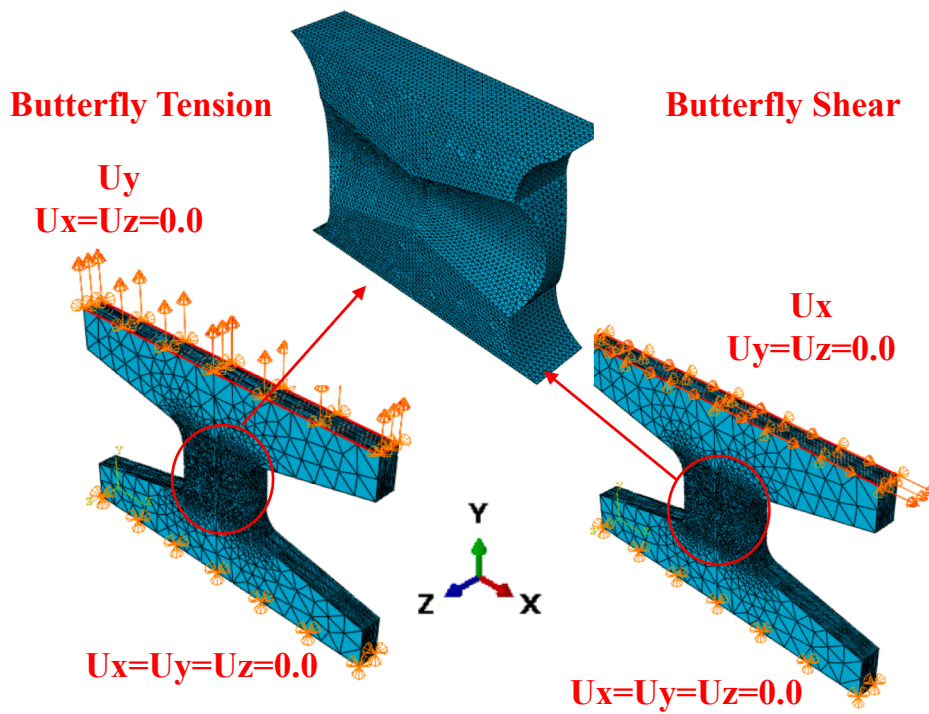 Butterfly Tension
Butterfly Shear
Uy
Ux=Uz=0.0
Ux
Uy=Uz=0.0
Y
Z
X
Ux=Uy=Uz=0.0
Ux=Uy=Uz=0.0